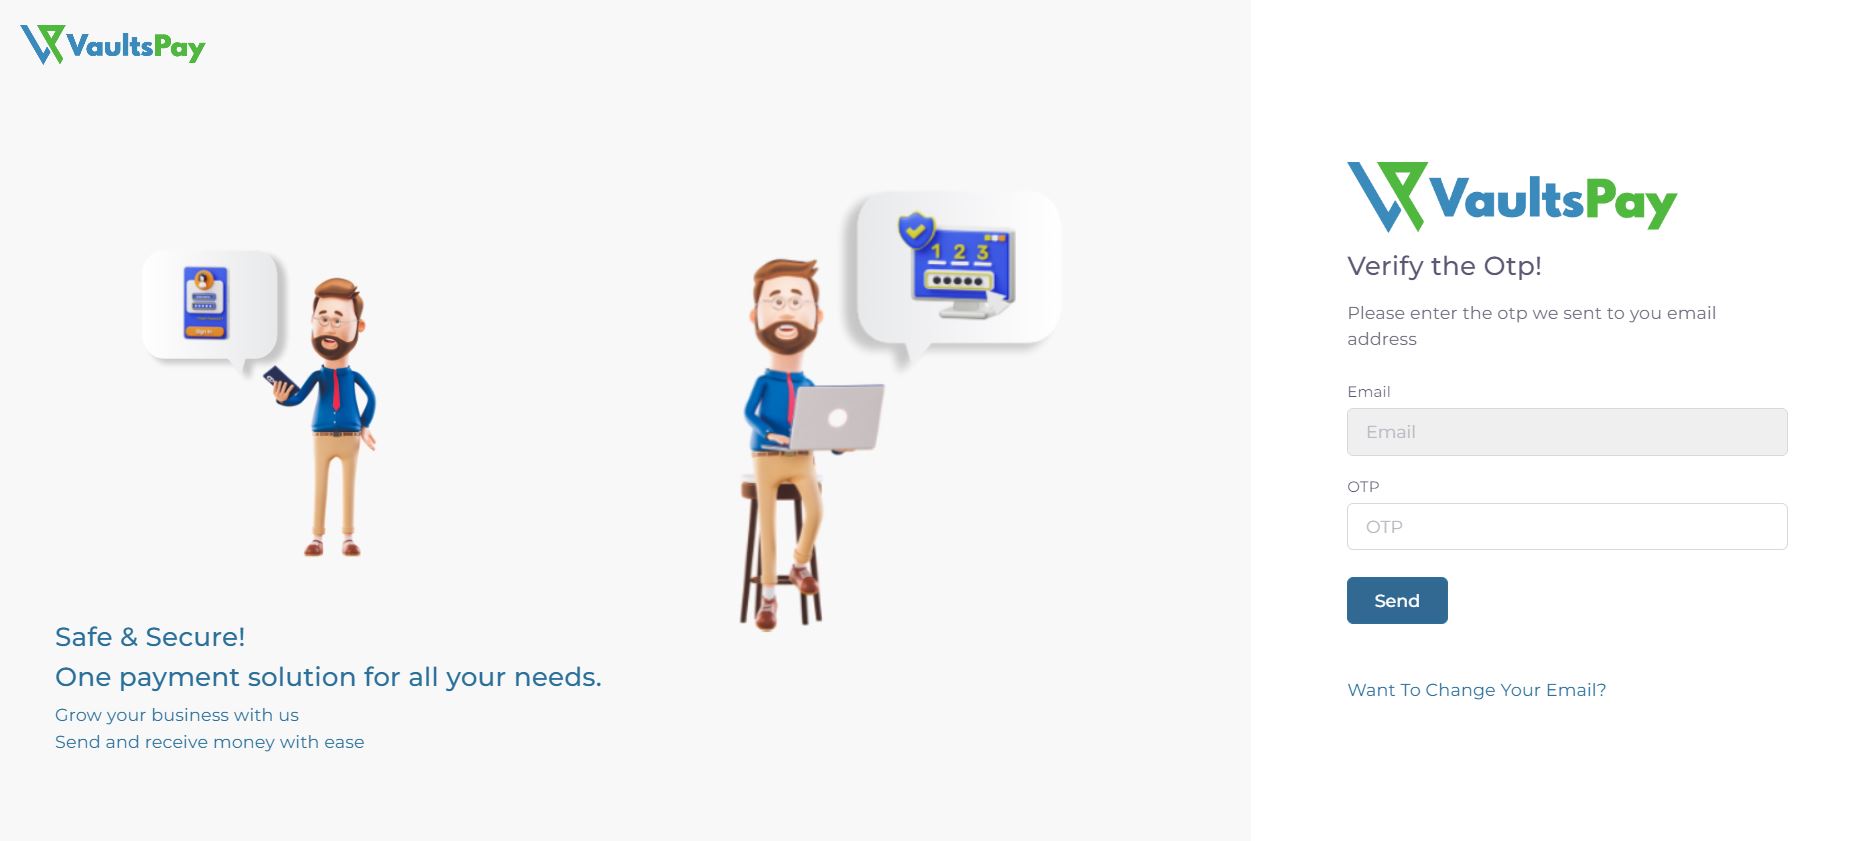 VaultsPay
Sign In
1 2 3
Safe & Secure!
One payment solution for all your needs.
Grow your business with us
Send and receive money with ease
VaultsPay
Verify the Otp!
Please enter the otp we sent to you email
address
Email
Email
OTP
OTP
Send
Want To Change Your Email?